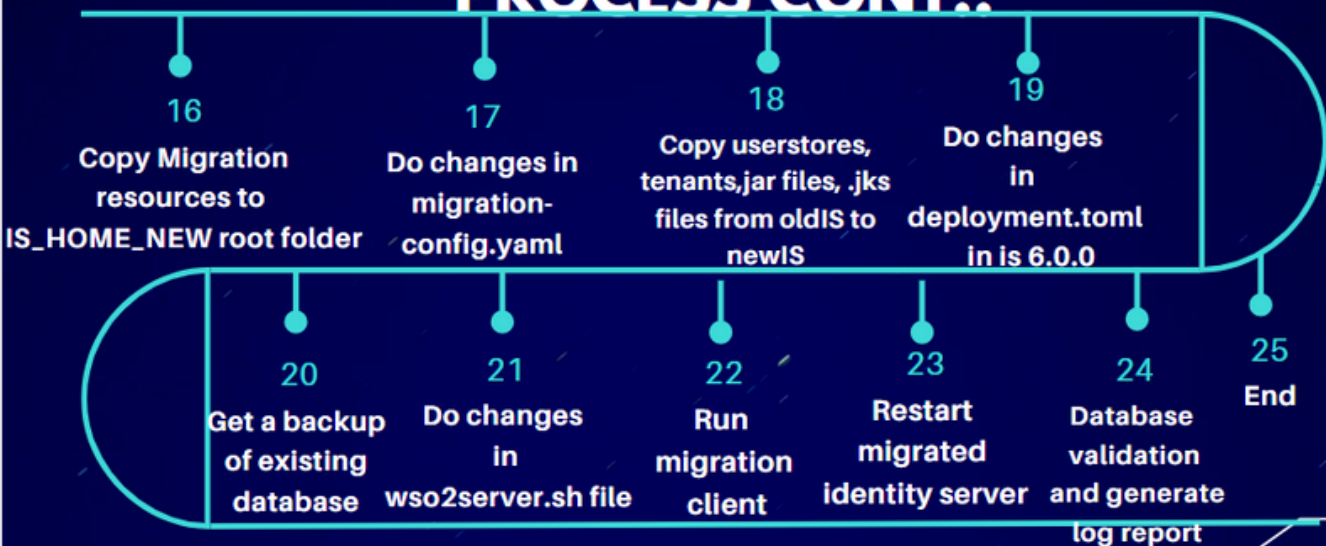 PROCESS CONT..
16
Copy Migration
resources to
IS_HOME_NEW root folder
17
Do changes in
migration-
config.yaml
18
Copy userstores,
tenants,jar files, .jks
files from oldIS to
newIS
19
Do changes
in
deployment.toml
in is 6.0.0
20
Get a backup
of existing
database
21
Do changes
in
wso2server.sh file
22
Run
migration
client
23
Restart
migrated
identity server
24
Database
validation
and generate
log report
25
End